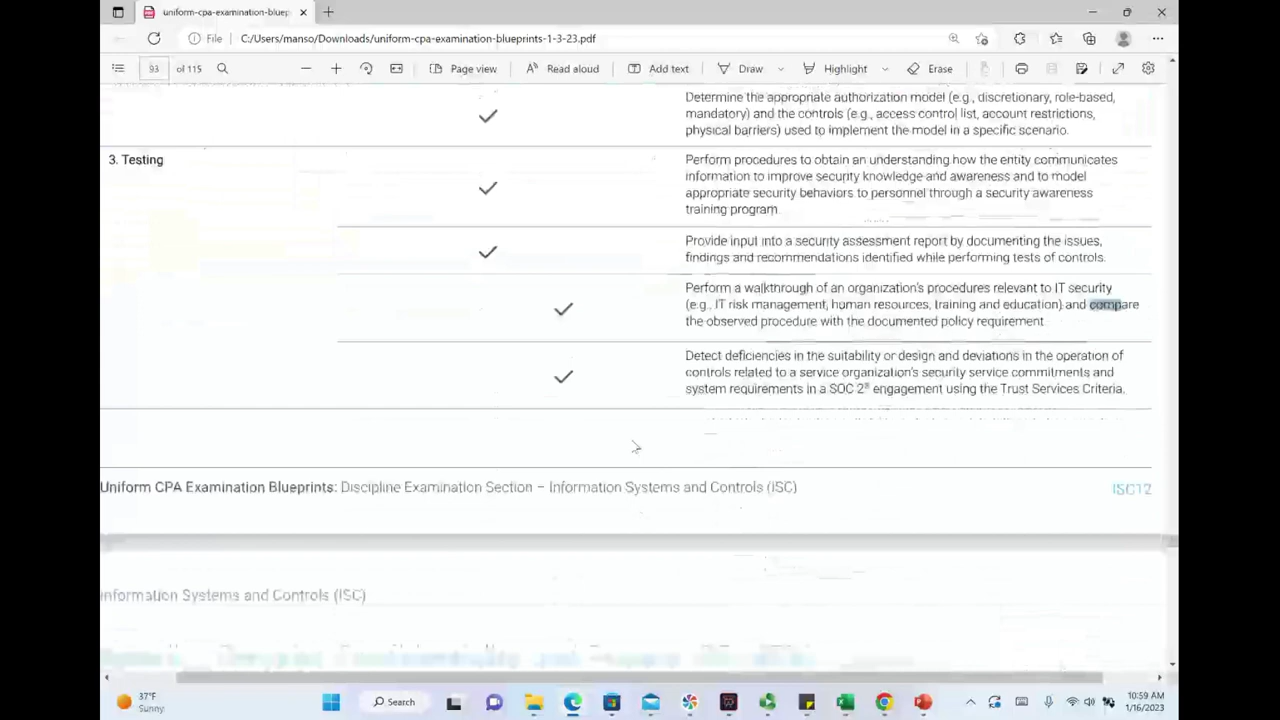 uniform-cpa-examination-bluepr
File
C:/Users/manso/Downloads/uniform-cpa-examination-blueprints-1-3-23.pdf
93
of 115
Page view
Read aloud
Add text
Draw
Highlight
Erase
Determine the appropriate authorization model (e.g., discretionary, role-based,
mandatory) and the controls (e.g., access control list, account restrictions,
physical barriers) used to implement the model in a specific scenario.
3. Testing
Perform procedures to obtain an understanding how the entity communicates
information to improve security knowledge and awareness and to model
appropriate security behaviors to personnel through a security awareness
training program
Provide input into a security assessment report by documenting the issues,
findings and recommendations identified while performing tests of controls.
Perform a walkthrough of an organization's procedures relevant to IT security
(e.g., IT risk management, human resources, training and education) and compare
the observed procedure with the documented policy requirement
Detect deficiencies in the suitability or design and deviations in the operation of
controls related to a service organization's security service commitments and
system requirements in a SOC 2® engagement using the Trust Services Criteria.
Uniform CPA Examination Blueprints: Discipline Examination Section – Information Systems and Controls (ISC)
ISC12
nformation Systems and Controls (ISC)
37°F
Sunny
Search
10:59 AM
1/16/2023